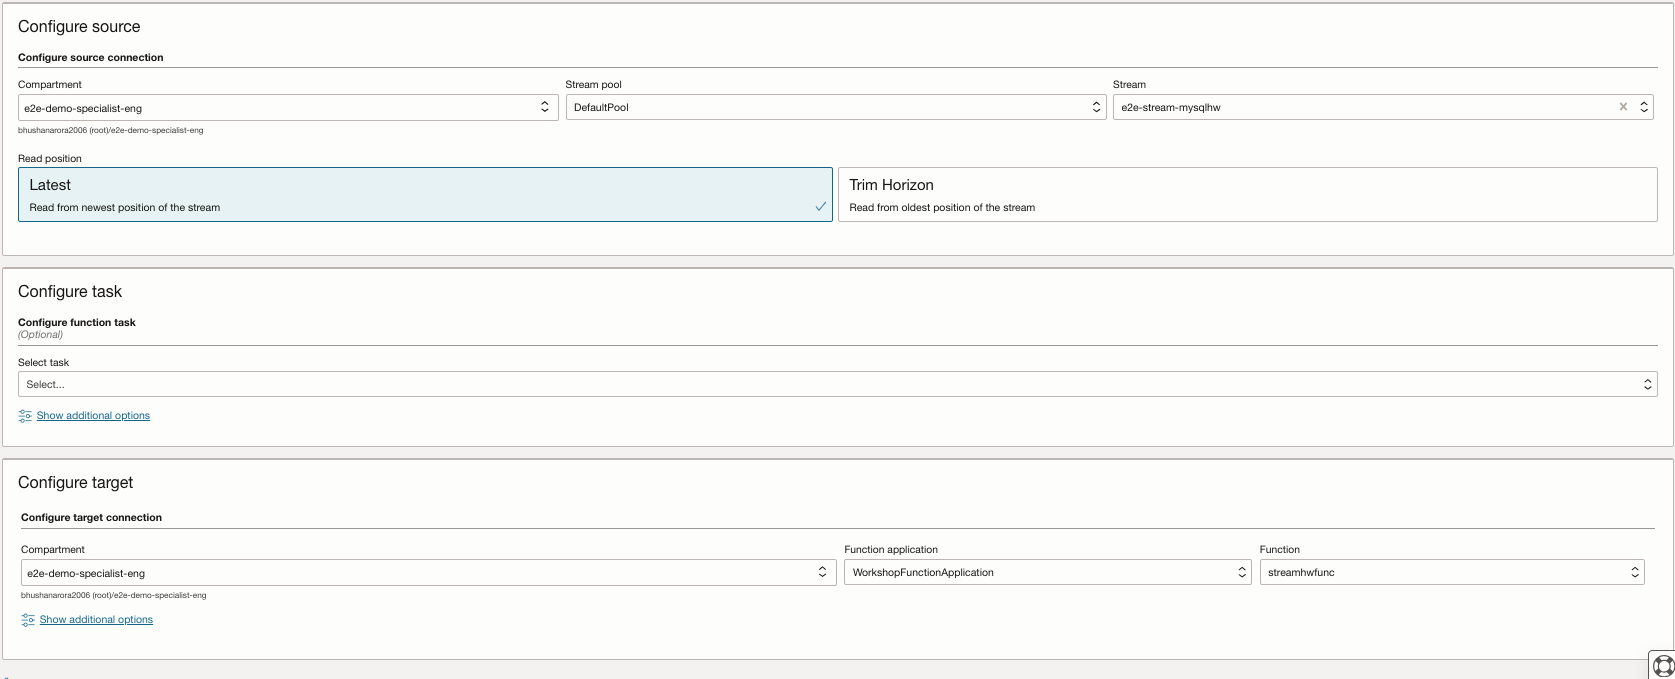 Configure source
Configure source connection
Compartment
Stream pool
Stream
e2e-demo-specialist-eng
DefaultPool
e2e-stream-mysqlhw
bhushanarora2006 (root)/e2e-demo-specialist-eng
Read position
Latest
Read from newest position of the stream
Trim Horizon
Read from oldest position of the stream
Configure task
Configure function task
(Optional)
Select task
Select...
Show additional options
Configure target
Configure target connection
Compartment
Function application
Function
e2e-demo-specialist-eng
WorkshopFunctionApplication
streamhwfunc
bhushanarora2006 (root)/e2e-demo-specialist-eng
Show additional options